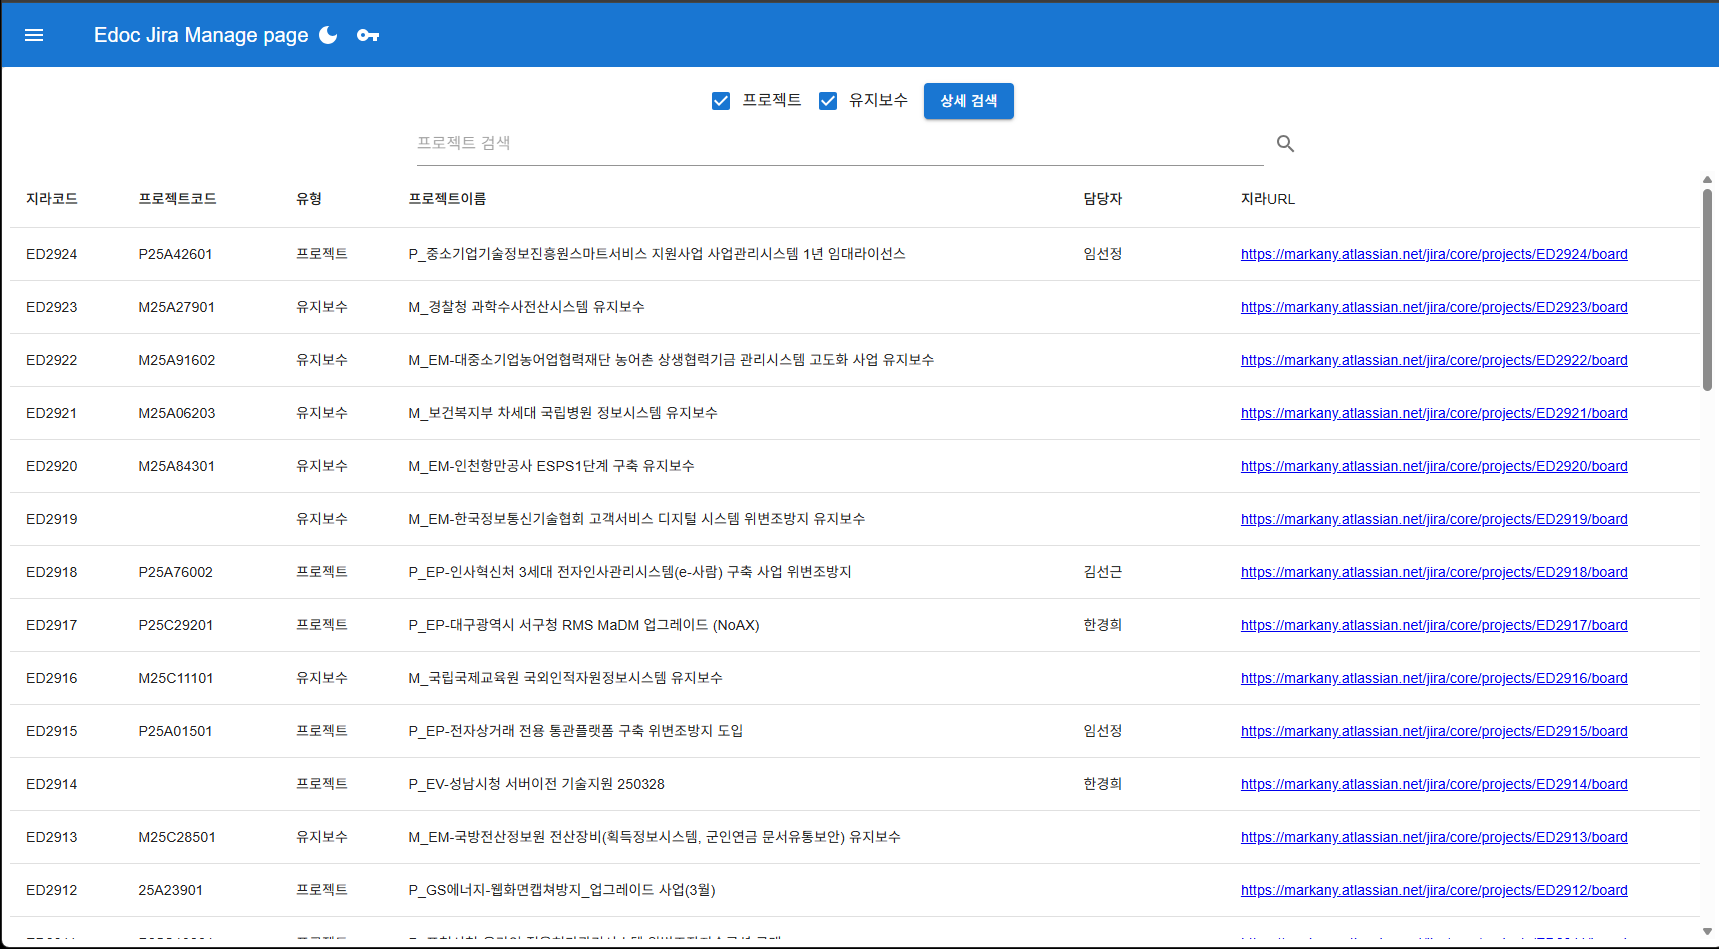 Edoc Jira Manage page
프로젝트 유지보수 상세 검색
프로젝트 검색
지라코드 프로젝트코드 유형 프로젝트이름 담당자 지라URL
ED2924 P25A42601 프로젝트 P_중소기업기술정보진흥원스마트서비스 지원사업 사업관리시스템 1년 임대라이선스 임선정 https://markany.atlassian.net/jira/core/projects/ED2924/board
ED2923 M25A27901 유지보수 M_경찰청 과학수사전산시스템 유지보수 https://markany.atlassian.net/jira/core/projects/ED2923/board
ED2922 M25A91602 유지보수 M_EM-대중소기업농어업협력재단 농어촌 상생협력기금 관리시스템 고도화 사업 유지보수 https://markany.atlassian.net/jira/core/projects/ED2922/board
ED2921 M25A06203 유지보수 M_보건복지부 차세대 국립병원 정보시스템 유지보수 https://markany.atlassian.net/jira/core/projects/ED2921/board
ED2920 M25A84301 유지보수 M_EM-인천항만공사 ESPS1단계 구축 유지보수 https://markany.atlassian.net/jira/core/projects/ED2920/board
ED2919 유지보수 M_EM-한국정보통신기술협회 고객서비스 디지털 시스템 위변조방지 유지보수 https://markany.atlassian.net/jira/core/projects/ED2919/board
ED2918 P25A76002 프로젝트 P_EP-인사혁신처 3세대 전자인사관리시스템(e-사람) 구축 사업 위변조방지 김선근 https://markany.atlassian.net/jira/core/projects/ED2918/board
ED2917 P25C29201 프로젝트 P_EP-대구광역시 서구청 RMS MaDM 업그레이드 (NoAX) 한경희 https://markany.atlassian.net/jira/core/projects/ED2917/board
ED2916 M25C11101 유지보수 M_국립국제교육원 국외인적자원정보시스템 유지보수 https://markany.atlassian.net/jira/core/projects/ED2916/board
ED2915 P25A01501 프로젝트 P_EP-전자상거래 전용 통관플랫폼 구축 위변조방지 도입 임선정 https://markany.atlassian.net/jira/core/projects/ED2915/board
ED2914 프로젝트 P_EV-성남시청 서버이전 기술지원 250328 한경희 https://markany.atlassian.net/jira/core/projects/ED2914/board
ED2913 M25C28501 유지보수 M_EM-국방전산정보원 전산장비(획득정보시스템, 군인연금 문서유통보안) 유지보수 https://markany.atlassian.net/jira/core/projects/ED2913/board
ED2912 25A23901 프로젝트 P_GS에너지-웹화면캡쳐방지_업그레이드 사업(3월) https://markany.atlassian.net/jira/core/projects/ED2912/board